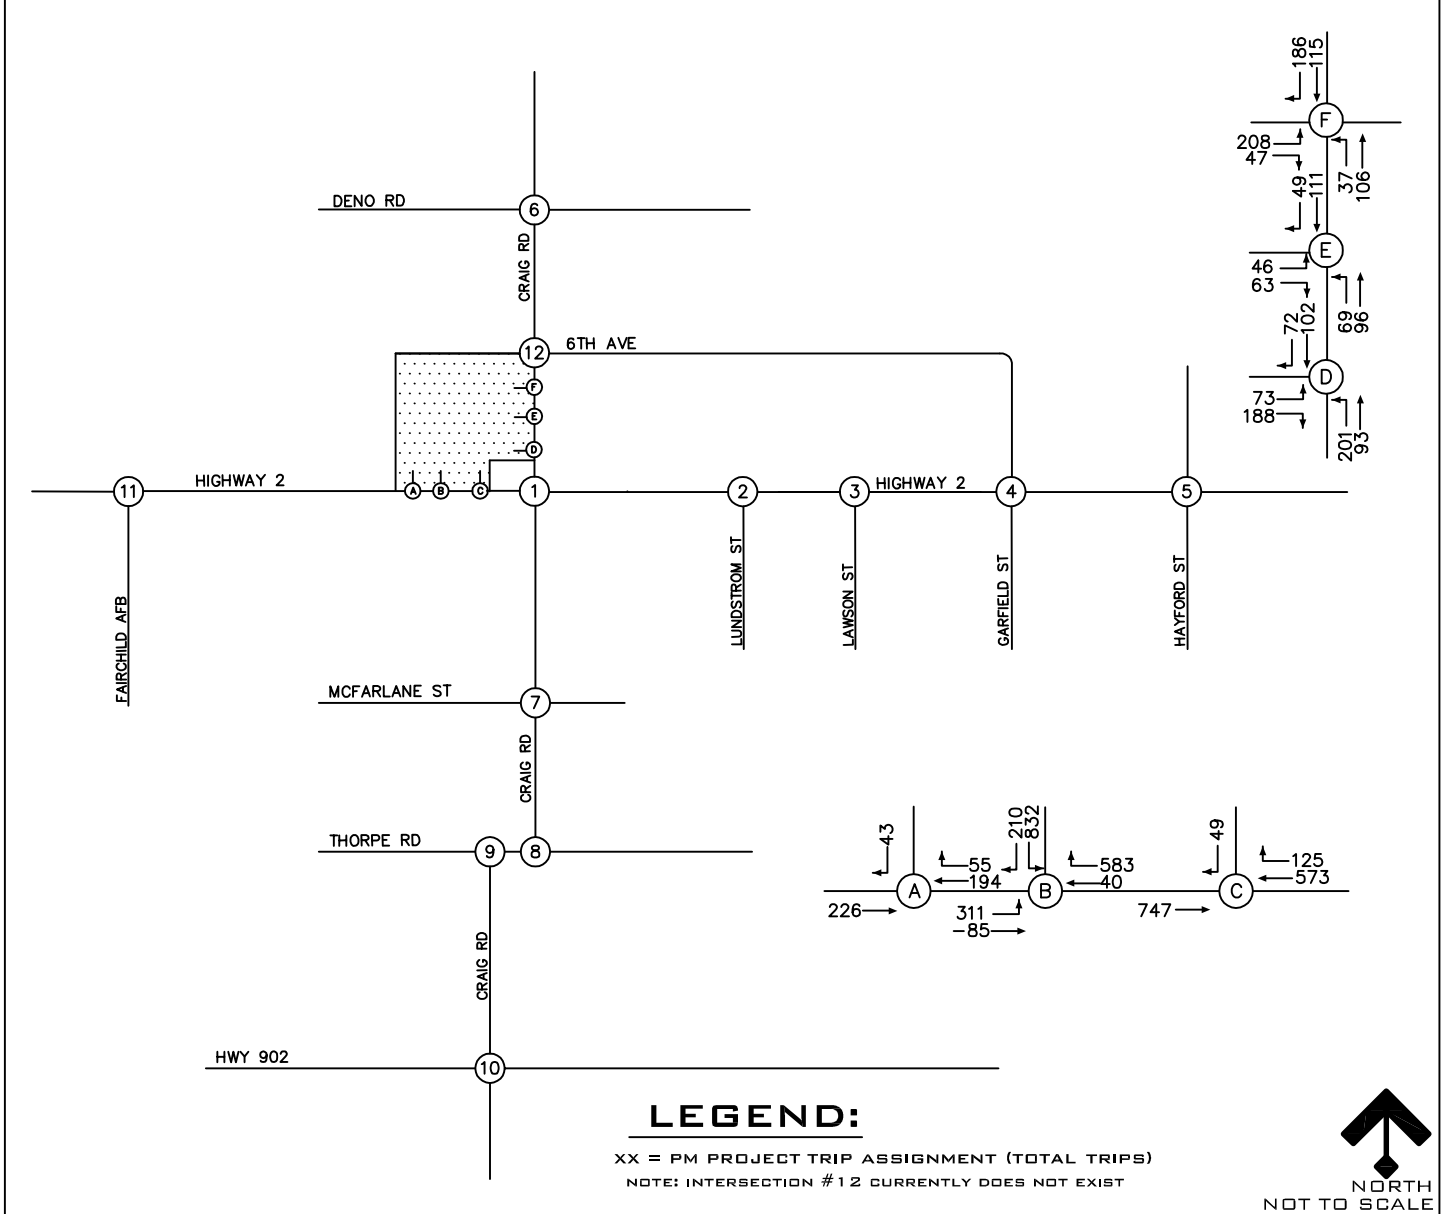 186
115
F
208
47
37
106
49
111
E
46
63
69
96
72
102
D
73
188
201
93
DENO RD
6
CRAIG RD
12
6TH AVE
F
E
D
11
HIGHWAY 2
A
B
C
1
2
3
HIGHWAY 2
4
5
FAIRCHILD AFB
LUNDSTROM ST
LAWSON ST
GARFIELD ST
HAYFORD ST
MCFARLANE ST
7
CRAIG RD
THORPE RD
9
8
CRAIG RD
HWY 902
10
43
55
194
A
226
210
832
583
40
B
311
-85
49
125
573
C
747
LEGEND:
XX = PM PROJECT TRIP ASSIGNMENT (TOTAL TRIPS)
NOTE: INTERSECTION #12 CURRENTLY DOES NOT EXIST
NORTH
NOT TO SCALE